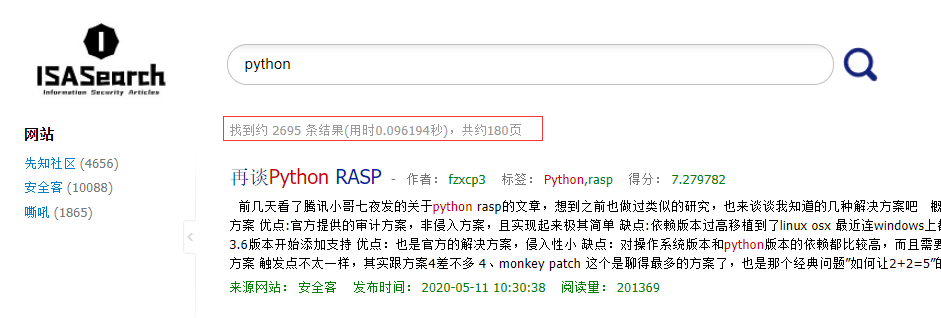 ISASearch
Information Security Articles
python
网站
先知社区 (4656)
安全客 (10088)
嘶吼 (1865)
找到约 2695 条结果(用时0.096194秒)，共约180页
再谈Python RASP - 作者： fzxcp3 标签： Python,rasp 得分： 7.279782
前几天看了腾讯小哥七夜发的关于python rasp的文章，想到之前也做过类似的研究，也来谈谈我知道的几种解决方案吧 概
方案 优点:官方提供的审计方案，非侵入方案，且实现起来极其简单 缺点:依赖版本过高移植到了linux osx 最近连windows上都
3.6版本开始添加支持 优点：也是官方的解决方案，侵入性小 缺点：对操作系统版本和python版本的依赖都比较高，而且需要
方案 触发点不太一样，其实跟方案4差不多 4、monkey patch 这个是聊得最多的方案了，也是那个经典问题"如何让2+2=5"的
来源网站： 安全客 发布时间： 2020-05-11 10:30:38 阅读量： 201369